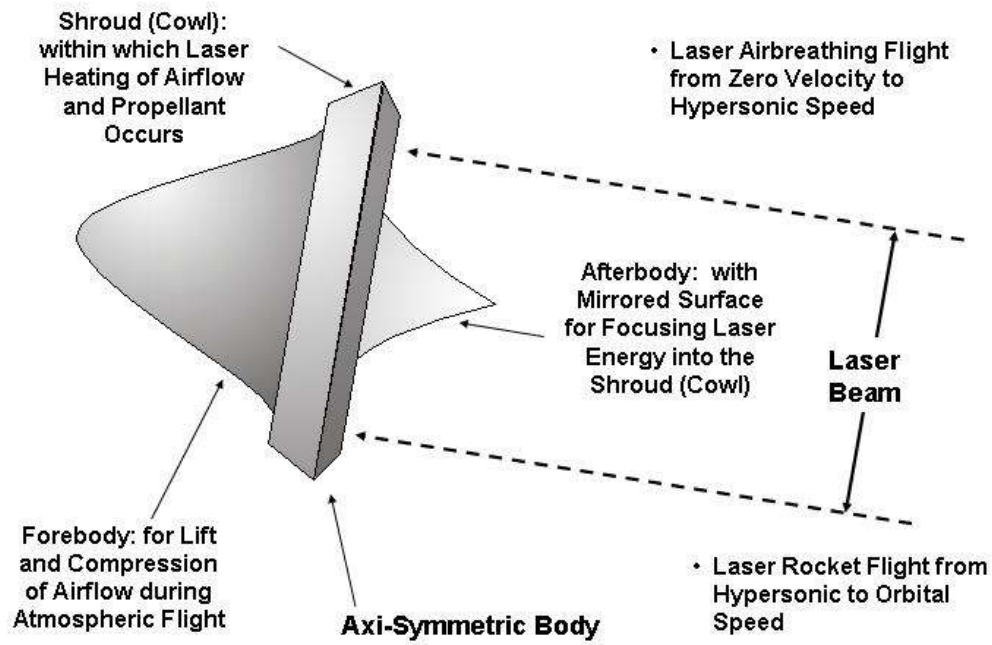 Shroud (Cowl):
within which Laser
Heating of Airflow
and Propellant
Occurs
• Laser Airbreathing Flight
from Zero Velocity to
Hypersonic Speed
Afterbody: with
Mirrored Surface
for Focusing Laser
Energy into the
Shroud (Cowl)
Laser
Beam
Forebody: for Lift
and Compression
of Airflow during
Atmospheric Flight
Axi-Symmetric Body
• Laser Rocket Flight from
Hypersonic to Orbital
Speed